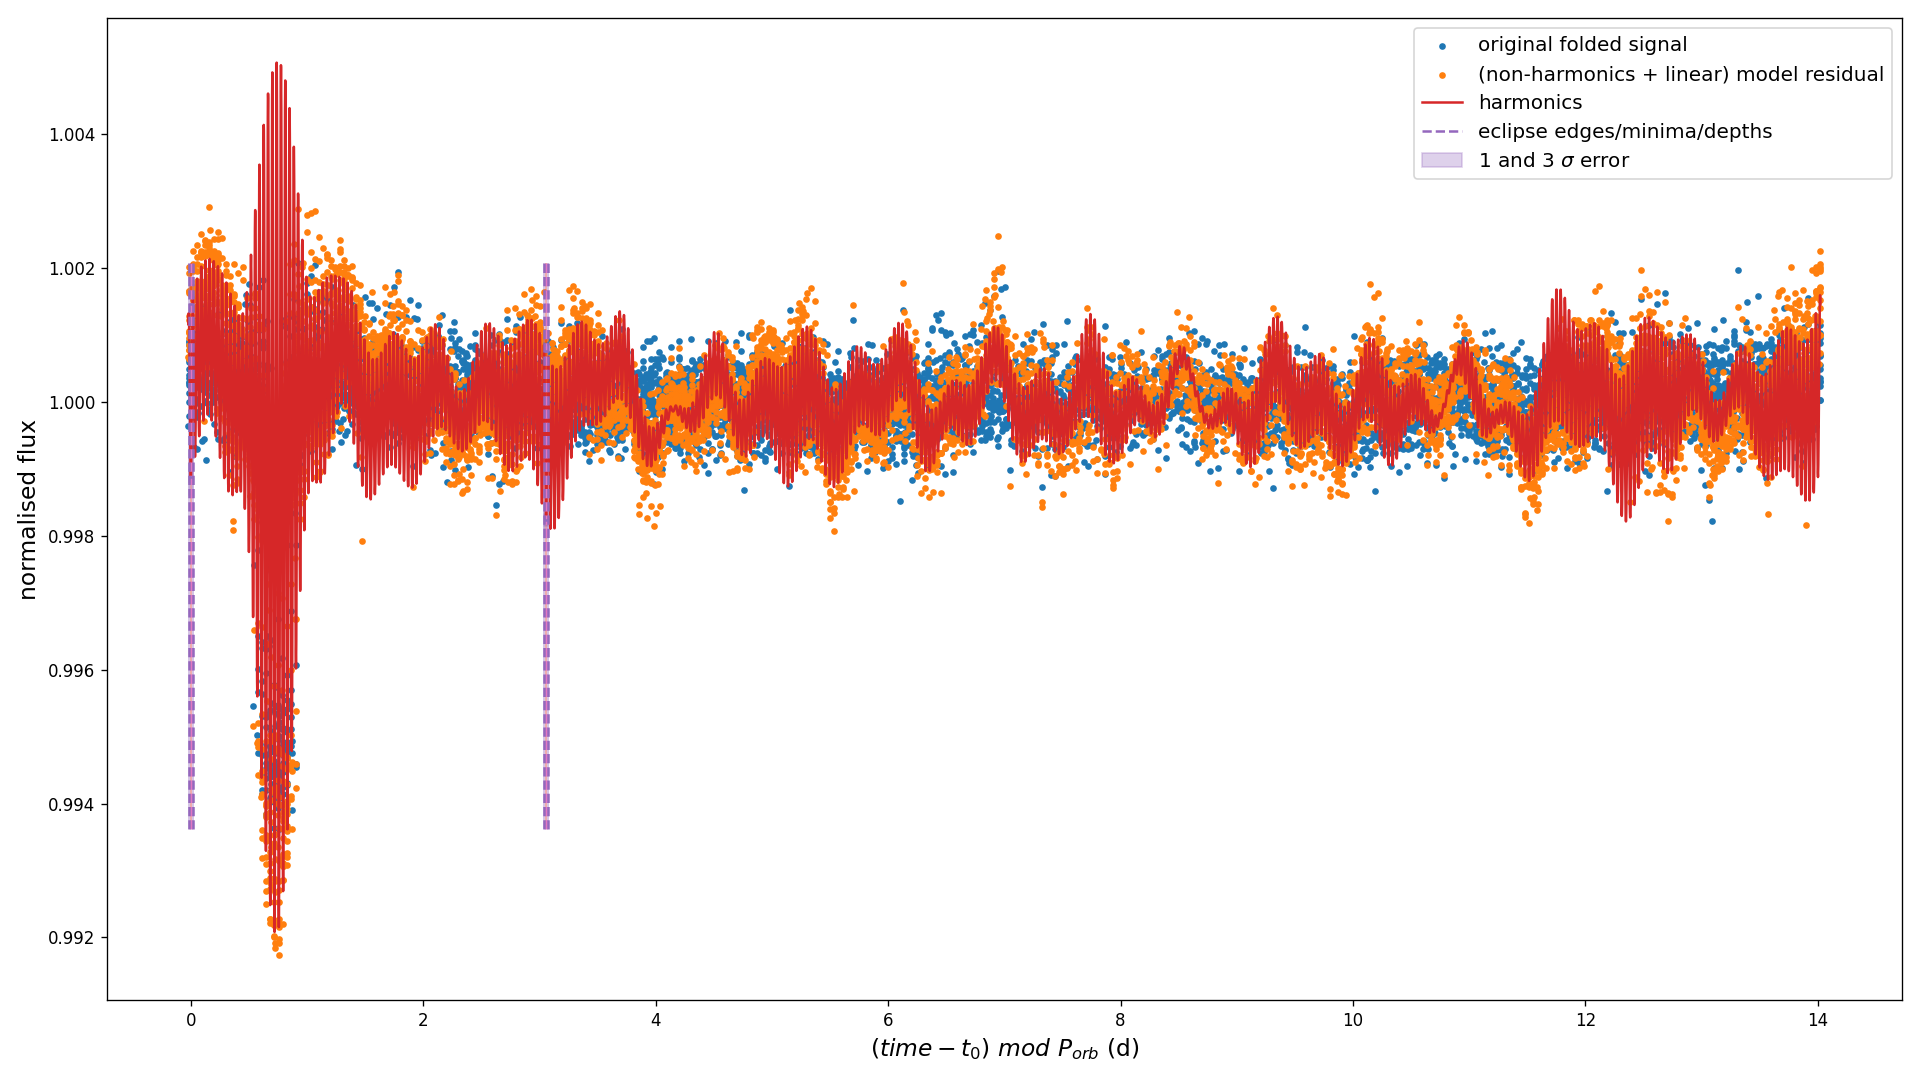 original folded signal
(non-harmonics + linear) model residual
harmonics
eclipse edges/minima/depths
1 and 3 σ error
normalised flux
1.004
1.002
1.000
0.998
0.996
0.994
0.992
0 2 4 6 8 10 12 14
(time − t₀) mod P_orb (d)